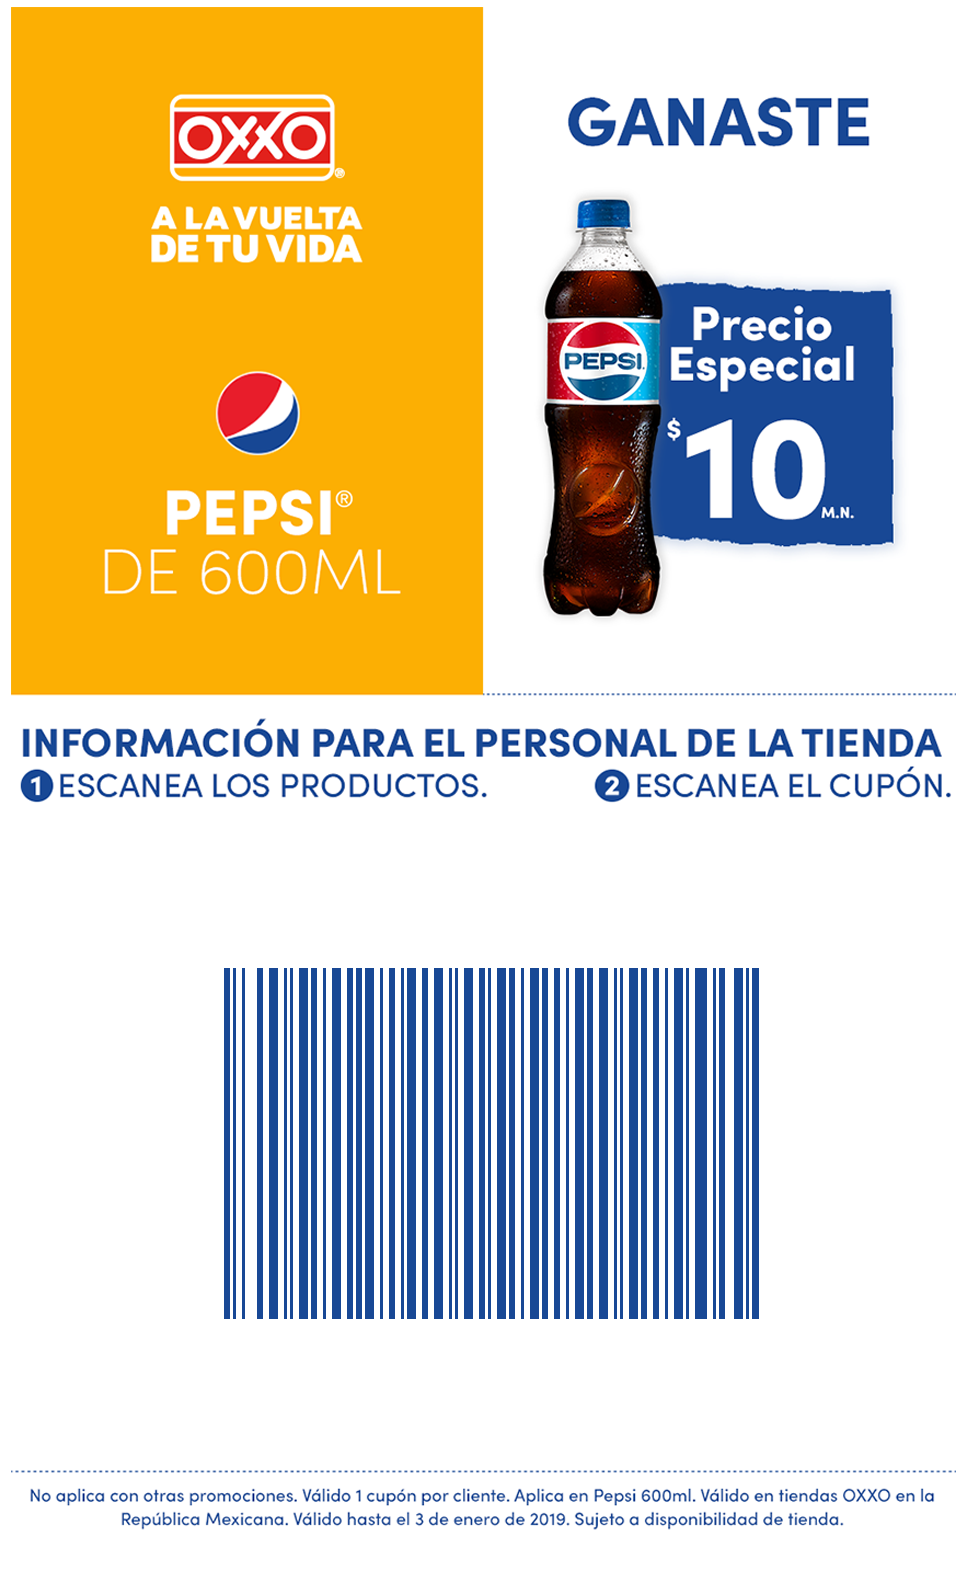 OXXO®
A LA VUELTA
DE TU VIDA
PEPSI®
DE 600ML
GANASTE
PEPSI.
Precio
Especial
$10 M.N.
INFORMACIÓN PARA EL PERSONAL DE LA TIENDA
1 ESCANEA LOS PRODUCTOS. 2 ESCANEA EL CUPÓN.
No aplica con otras promociones. Válido 1 cupón por cliente. Aplica en Pepsi 600ml. Válido en tiendas OXXO en la
República Mexicana. Válido hasta el 3 de enero de 2019. Sujeto a disponibilidad de tienda.